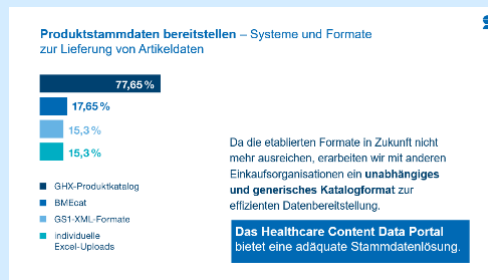 Produktstammdaten bereitstellen – Systeme und Formate
zur Lieferung von Artikeldaten
77,65 %
17,65 %
15,3 %
15,3 %
GHX-Produktkatalog
BMEcat
GS1-XML-Formate
individuelle
Excel-Uploads
Da die etablierten Formate in Zukunft nicht
mehr ausreichen, erarbeiten wir mit anderen
Einkaufsorganisationen ein unabhängiges
und generisches Katalogformat zur
effizienten Datenbereitstellung.
Das Healthcare Content Data Portal
bietet eine adäquate Stammdatenlösung.